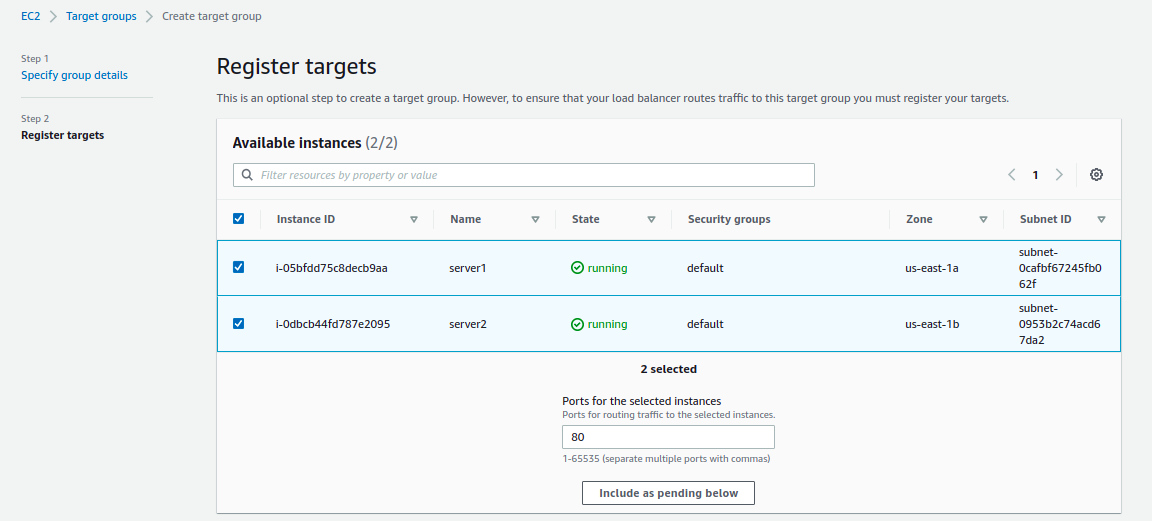 EC2 > Target groups > Create target group
Step 1
Specify group details
Step 2
Register targets
Register targets
This is an optional step to create a target group. However, to ensure that your load balancer routes traffic to this target group you must register your targets.
Available instances (2/2)
Filter resources by property or value
1
Instance ID Name State Security groups Zone Subnet ID
i-05bfdd75c8decb9aa server1 running default us-east-1a subnet-
0cafbf67245fb0
62f
i-0dbcb44fd787e2095 server2 running default us-east-1b subnet-
0953b2c74acd6
7da2
2 selected
Ports for the selected instances
Ports for routing traffic to the selected instances.
80
1-65535 (separate multiple ports with commas)
Include as pending below